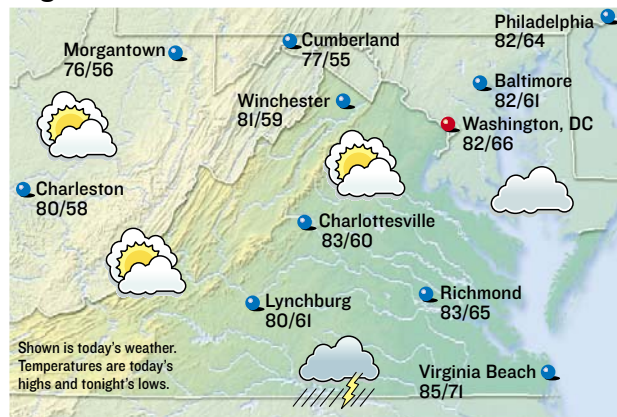 Philadelphia
82/64
Morgantown
76/56
Cumberland
77/55
Baltimore
82/61
Winchester
81/59
Washington, DC
82/66
Charleston
80/58
Charlottesville
83/60
Lynchburg
80/61
Richmond
83/65
Shown is today's weather.
Temperatures are today's
highs and tonight's lows.
Virginia Beach
85/71